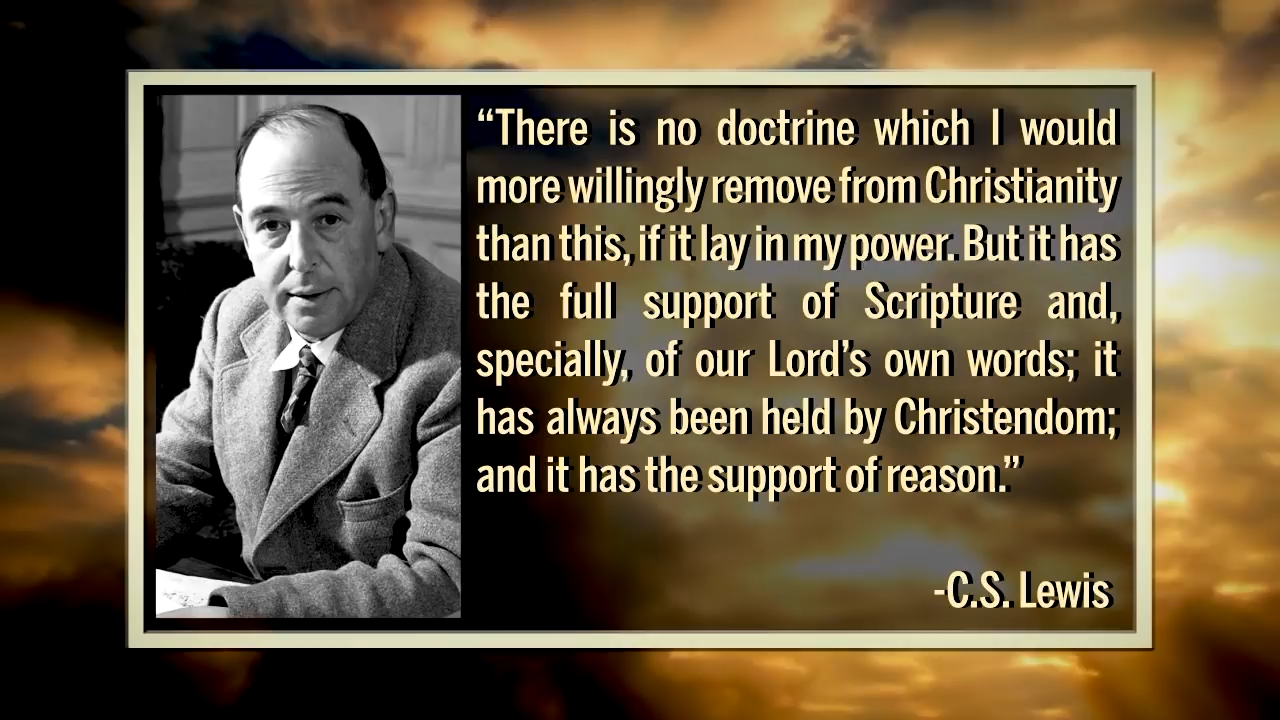 “There is no doctrine which I would
more willingly remove from Christianity
than this, if it lay in my power. But it has
the full support of Scripture and,
specially, of our Lord’s own words; it
has always been held by Christendom;
and it has the support of reason.”
-C.S. Lewis